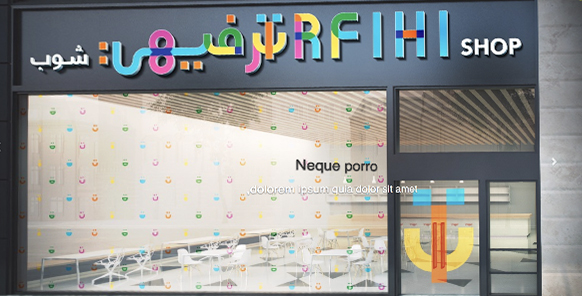 ترفيهي شوب TRFIHI SHOP
Neque porro
dolorem ipsum quia dolor sit amet